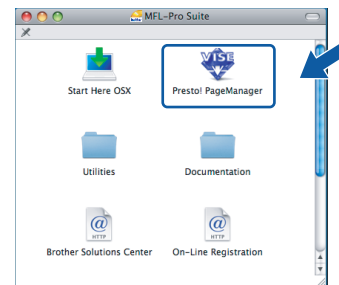 MFL-Pro Suite
VISE
Start Here OSX
Presto! PageManager
Utilities
Documentation
@
HTTP
@
HTTP
Brother Solutions Center
On-Line Registration